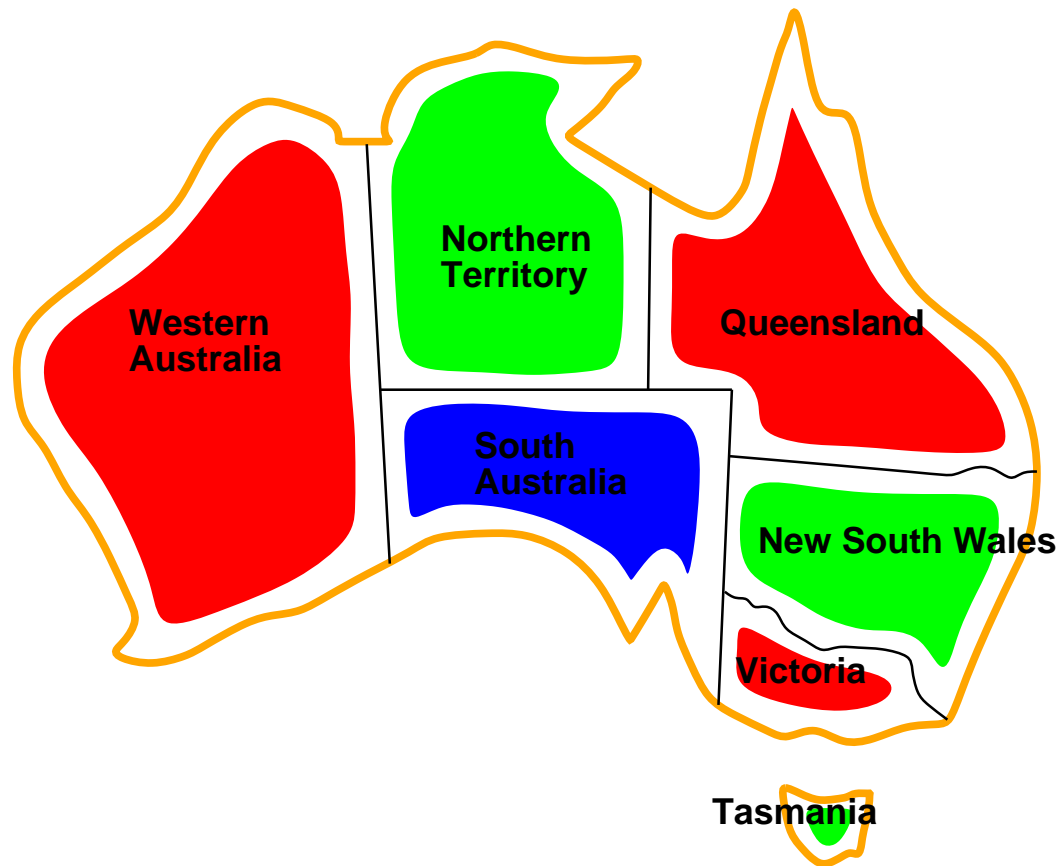 Northern
Territory
Western
Australia
Queensland
South
Australia
New South Wales
Victoria
Tasmania